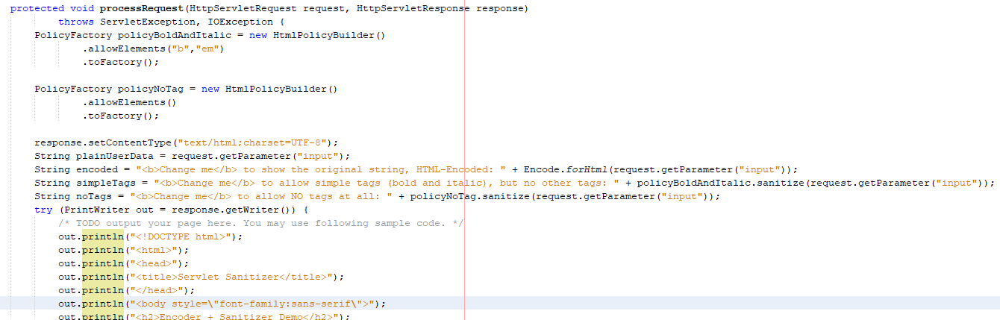 protected void processRequest(HttpServletRequest request, HttpServletResponse response)
throws ServletException, IOException {
PolicyFactory policyBoldAndItalic = new HtmlPolicyBuilder()
.allowElements("b","em")
.toFactory();
PolicyFactory policyNoTag = new HtmlPolicyBuilder()
.allowElements()
.toFactory();
response.setContentType("text/html;charset=UTF-8");
String plainUserData = request.getParameter("input");
String encoded = "<b>Change me</b> to show the original string, HTML-Encoded: " + Encode.forHtml(request.getParameter("input"));
String simpleTags = "<b>Change me</b> to allow simple tags (bold and italic), but no other tags: " + policyBoldAndItalic.sanitize(request.getParameter("input"));
String noTags = "<b>Change me</b> to allow NO tags at all: " + policyNoTag.sanitize(request.getParameter("input"));
try (PrintWriter out = response.getWriter()) {
/* TODO output your page here. You may use following sample code. */
out.println("<!DOCTYPE html>");
out.println("<html>");
out.println("<head>");
out.println("<title>Servlet Sanitizer</title>");
out.println("</head>");
out.println("<body style=\"font-family:sans-serif\">");
out.println("<h2>Encoder + Sanitizer Demo</h2>");